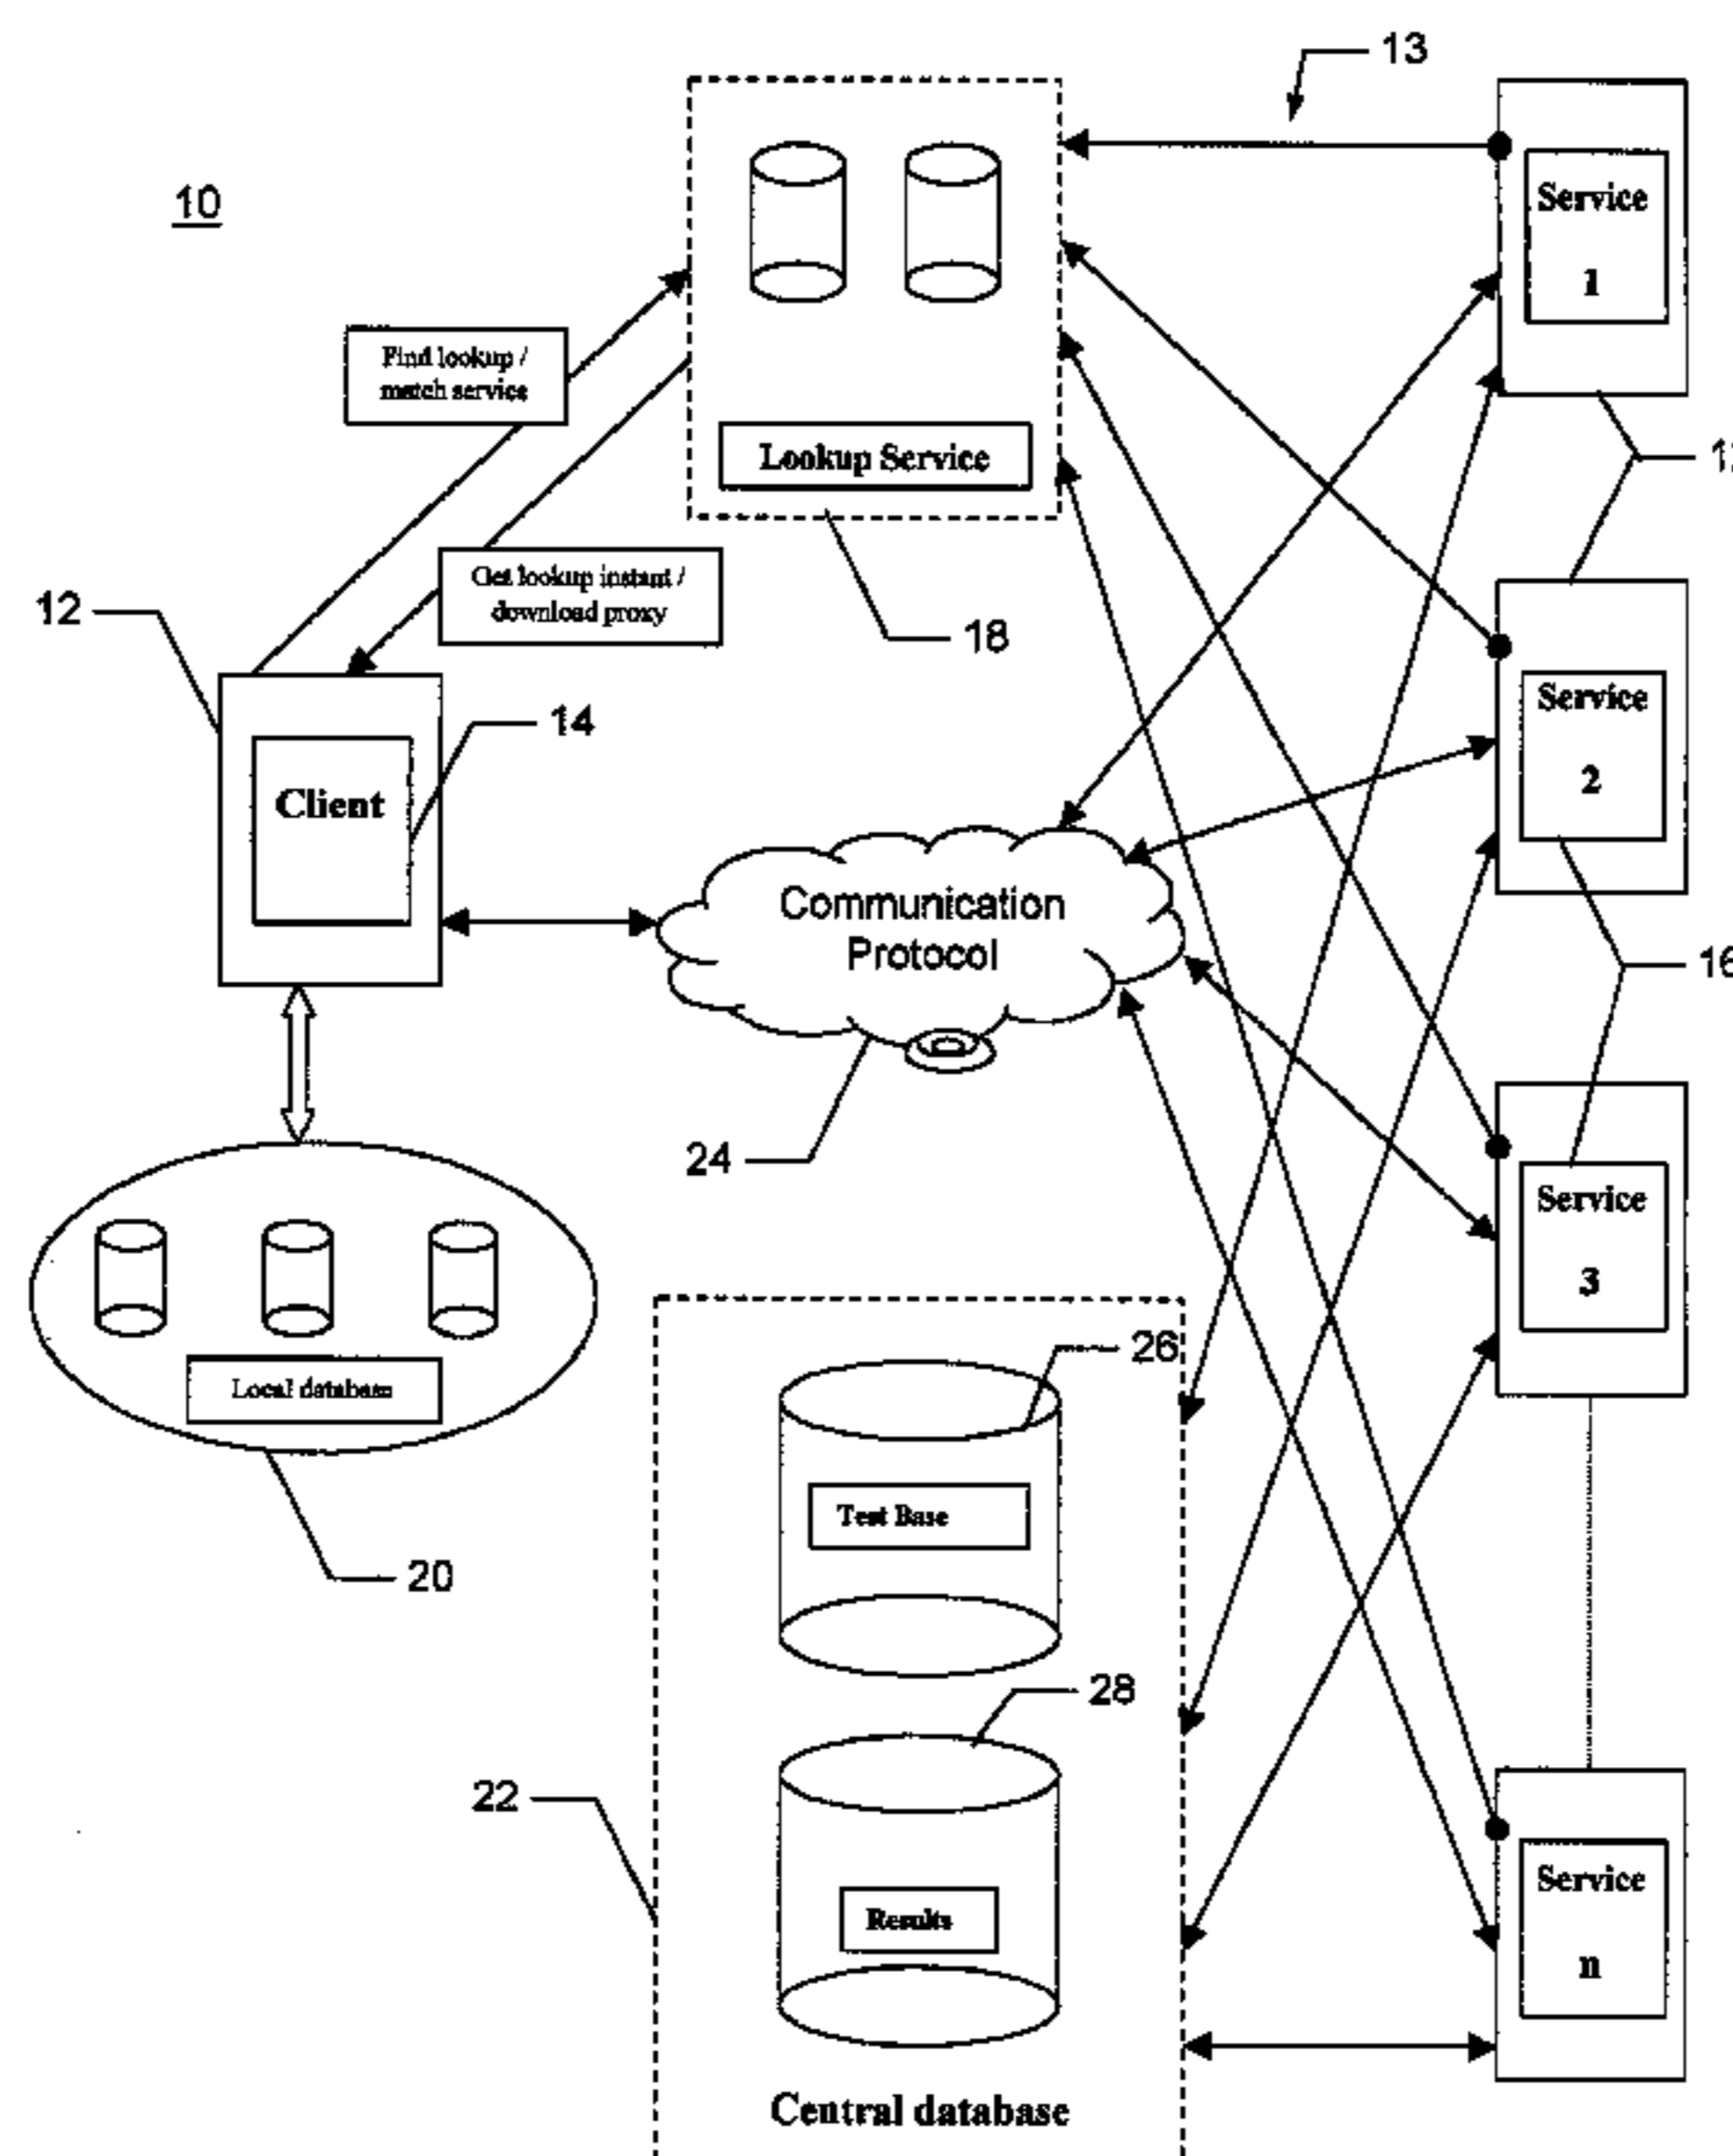 13
10
Service
1
Find lookup /
match service
Lookup Service
Get lookup instant /
download proxy
12
18
Service
2
14
Client
Communication
Protocol
16
24
Service
3
26
Local database
Test Base
20
28
22
Service
n
Results
Central database